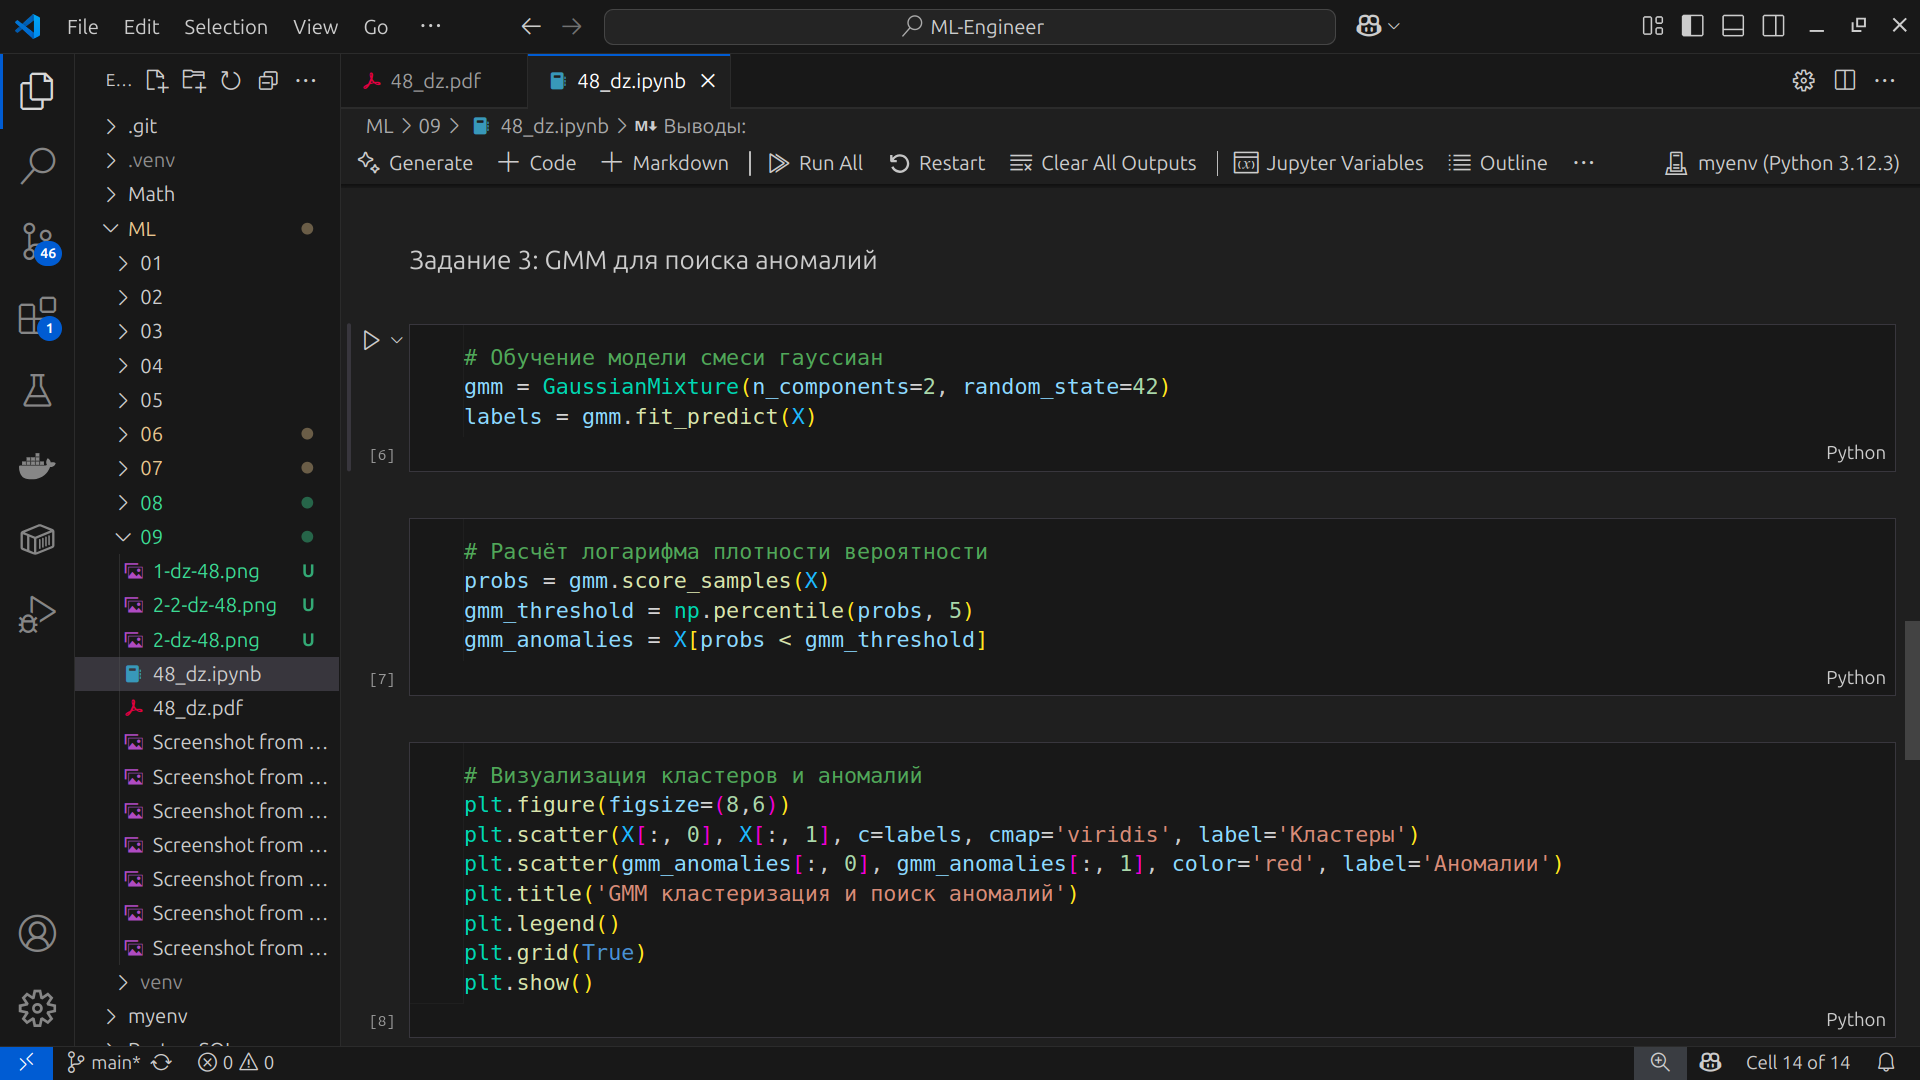 File Edit Selection View Go ···
ML-Engineer
E... ···
48_dz.pdf
48_dz.ipynb
ML > 09 > 48_dz.ipynb > M↓ Выводы:
Generate + Code + Markdown | Run All Restart Clear All Outputs | Jupyter Variables Outline ··· myenv (Python 3.12.3)
.git
.venv
Math
ML
01
02
03
04
05
06
07
08
09
1-dz-48.png U
2-2-dz-48.png U
2-dz-48.png U
48_dz.ipynb
48_dz.pdf
Screenshot from ...
Screenshot from ...
Screenshot from ...
Screenshot from ...
Screenshot from ...
Screenshot from ...
Screenshot from ...
venv
myenv
46
1
Задание 3: GMM для поиска аномалий
# Обучение модели смеси гауссиан
gmm = GaussianMixture(n_components=2, random_state=42)
labels = gmm.fit_predict(X)
[6]
Python
# Расчёт логарифма плотности вероятности
probs = gmm.score_samples(X)
gmm_threshold = np.percentile(probs, 5)
gmm_anomalies = X[probs < gmm_threshold]
[7]
Python
# Визуализация кластеров и аномалий
plt.figure(figsize=(8,6))
plt.scatter(X[:, 0], X[:, 1], c=labels, cmap='viridis', label='Кластеры')
plt.scatter(gmm_anomalies[:, 0], gmm_anomalies[:, 1], color='red', label='Аномалии')
plt.title('GMM кластеризация и поиск аномалий')
plt.legend()
plt.grid(True)
plt.show()
[8]
Python
main* 0 0
Cell 14 of 14